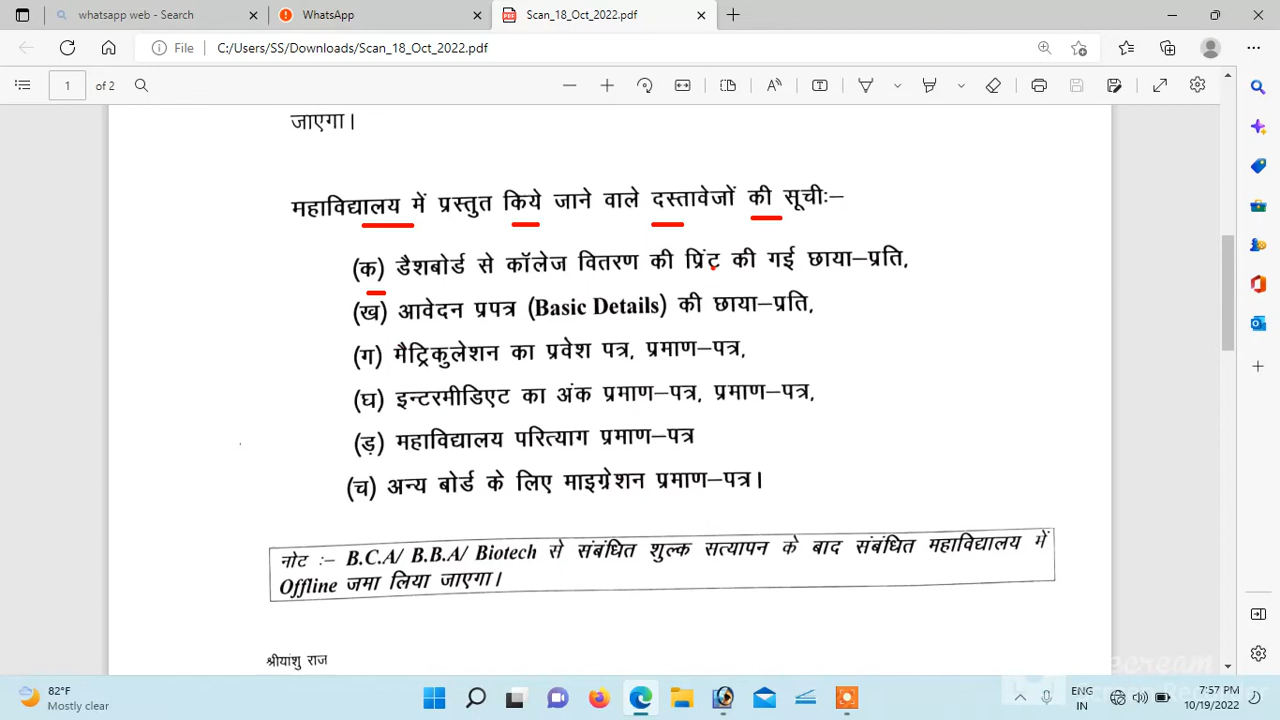 whatsapp web - Search
WhatsApp
Scan_18_Oct_2022.pdf
File
C:/Users/SS/Downloads/Scan_18_Oct_2022.pdf
1
of 2
जाएगा।
महाविद्यालय में प्रस्तुत किये जाने वाले दस्तावेजों की सूची:–
(क) डैशबोर्ड से कॉलेज वितरण की प्रिंट की गई छाया–प्रति,
(ख) आवेदन प्रपत्र (Basic Details) की छाया–प्रति,
(ग) मैट्रिकुलेशन का प्रवेश पत्र, प्रमाण–पत्र,
(घ) इन्टरमीडिएट का अंक प्रमाण–पत्र, प्रमाण–पत्र,
(ड़) महाविद्यालय परित्याग प्रमाण–पत्र
(च) अन्य बोर्ड के लिए माइग्रेशन प्रमाण–पत्र।
नोट :– B.C.A/ B.B.A/ Biotech से संबंधित शुल्क सत्यापन के बाद संबंधित महाविद्यालय में
Offline जमा लिया जाएगा।
श्रीयांशु राज
82°F
Mostly clear
ENG
IN
7:57 PM
10/19/2022